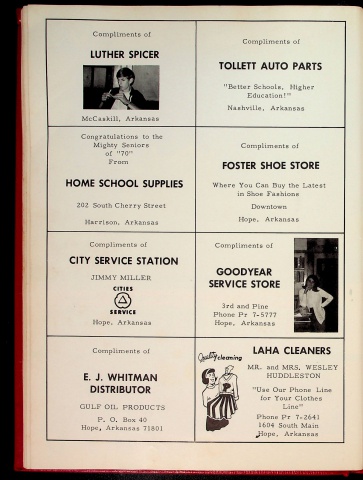 Compliments of
LUTHER SPICER
McCaskill, Arkansas
Compliments of
TOLLETT AUTO PARTS
"Better Schools, Higher
Education!"
Nashville, Arkansas
Congratulations to the
Mighty Seniors
of "70"
From
HOME SCHOOL SUPPLIES
202 South Cherry Street
Harrison, Arkansas
Compliments of
FOSTER SHOE STORE
Where You Can Buy the Latest
in Shoe Fashions
Downtown
Hope, Arkansas
Compliments of
CITY SERVICE STATION
JIMMY MILLER
CITIES
SERVICE
Hope, Arkansas
Compliments of
GOODYEAR
SERVICE STORE
3rd and Pine
Phone Pr 7-5777
Hope, Arkansas
Compliments of
E. J. WHITMAN
DISTRIBUTOR
GULF OIL PRODUCTS
P. O. Box 40
Hope, Arkansas 71801
Quality cleaning
LAHA CLEANERS
MR. and MRS. WESLEY
HUDDLESTON
"Use Our Phone Line
for Your Clothes
Line"
Phone Pr 7-2641
1604 South Main
Hope, Arkansas